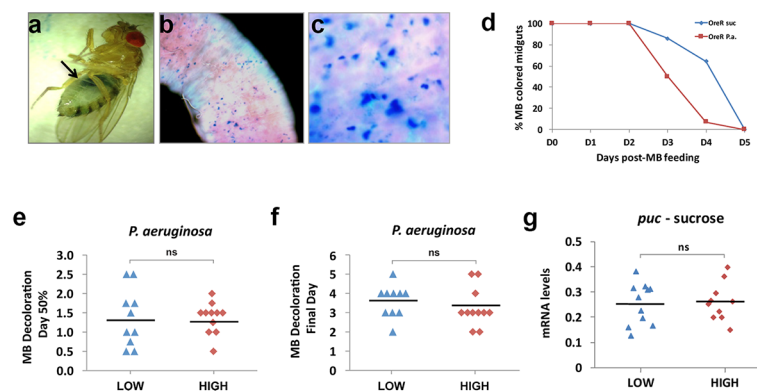 a
b
c
d
% MB colored midguts
100
80
60
40
20
0
D0 D1 D2 D3 D4 D5
Days post-MB feeding
OreR suc
OreR P.a.
e
P. aeruginosa
MB Decoloration
Day 50%
3.0
2.5
2.0
1.5
1.0
0.5
0.0
ns
LOW HIGH
f
P. aeruginosa
MB Decoloration
Final Day
6
5
4
3
2
1
0
ns
LOW HIGH
g
puc - sucrose
mRNA levels
0.5
0.4
0.3
0.2
0.1
0
ns
LOW HIGH